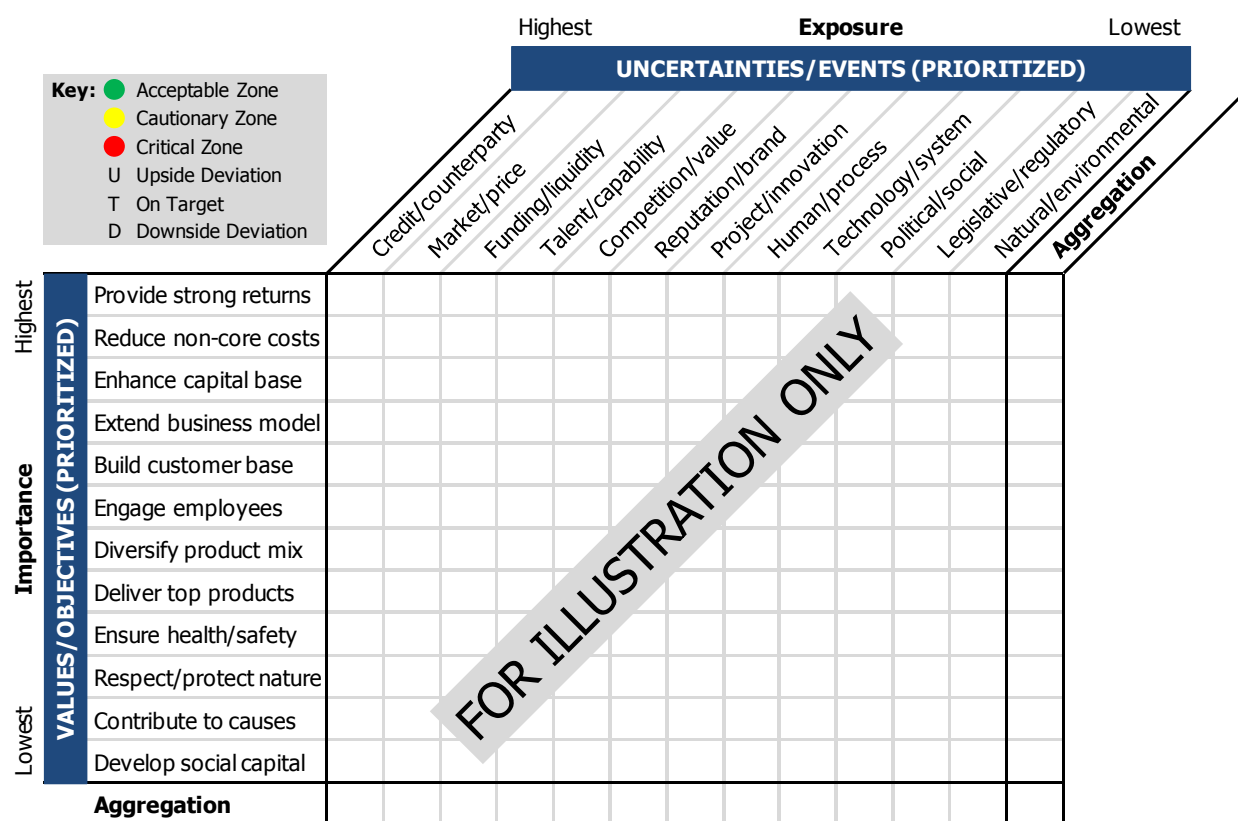 Highest Exposure Lowest
UNCERTAINTIES/EVENTS (PRIORITIZED)
Key:
Acceptable Zone
Cautionary Zone
Critical Zone
U Upside Deviation
T On Target
D Downside Deviation
Credit/counterparty
Market/price
Funding/liquidity
Talent/capability
Competition/value
Reputation/brand
Project/innovation
Human/process
Technology/system
Political/social
Legislative/regulatory
Natural/environmental
Aggregation
Highest
Importance
Lowest
VALUES/OBJECTIVES (PRIORITIZED)
Provide strong returns
Reduce non-core costs
Enhance capital base
Extend business model
Build customer base
Engage employees
Diversify product mix
Deliver top products
Ensure health/safety
Respect/protect nature
Contribute to causes
Develop social capital
Aggregation
FOR ILLUSTRATION ONLY